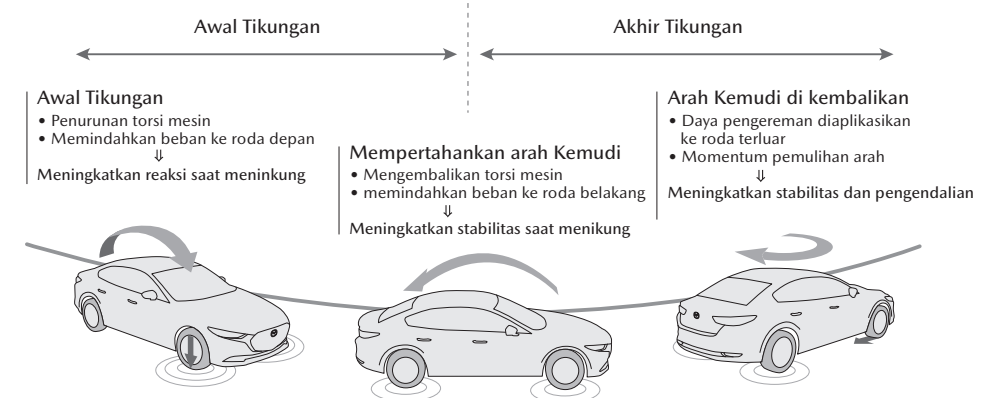 Awal Tikungan
Akhir Tikungan
Awal Tikungan
• Penurunan torsi mesin
• Memindahkan beban ke roda depan
⇓
Meningkatkan reaksi saat meninkung
Mempertahankan arah Kemudi
• Mengembalikan torsi mesin
• memindahkan beban ke roda belakang
⇓
Meningkatkan stabilitas saat menikung
Arah Kemudi di kembalikan
• Daya pengereman diaplikasikan
ke roda terluar
• Momentum pemulihan arah
⇓
Meningkatkan stabilitas dan pengendalian